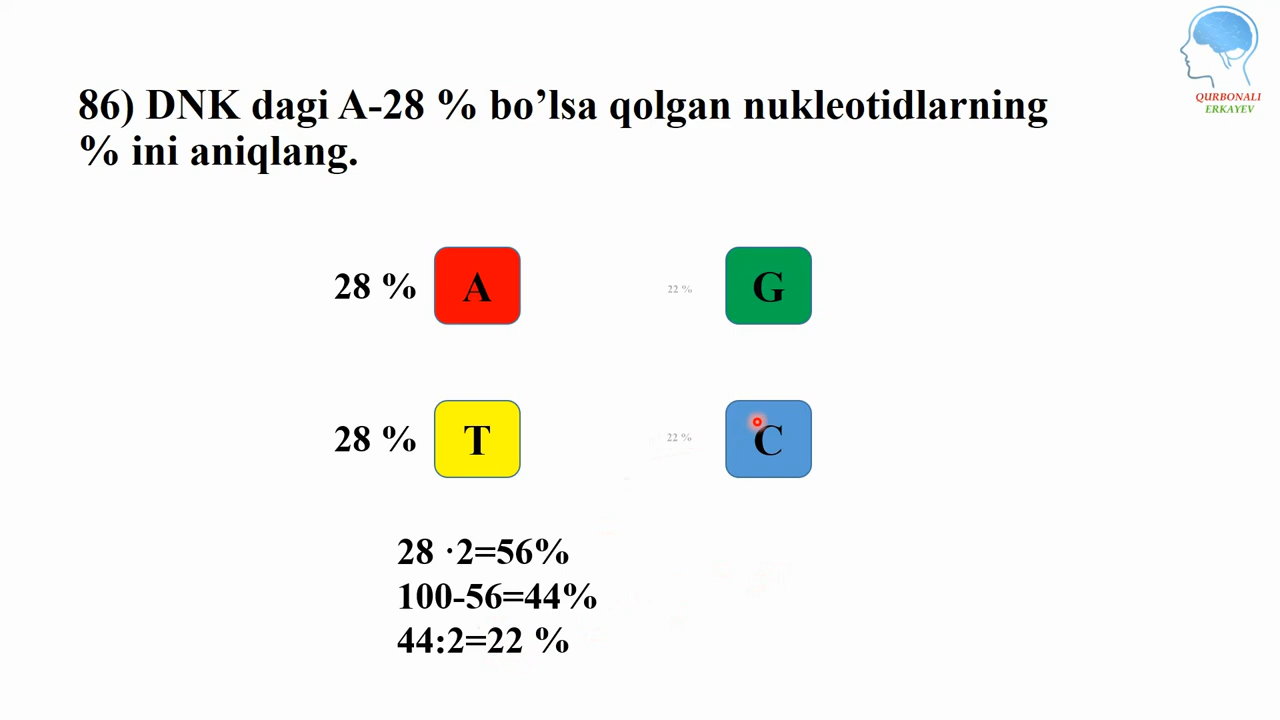 QURBONALI
ERKAYEV
86) DNK dagi A-28 % bo’lsa qolgan nukleotidlarning
% ini aniqlang.
28 % A 22 % G
28 % T 22 % C
28 ·2=56%
100-56=44%
44:2=22 %